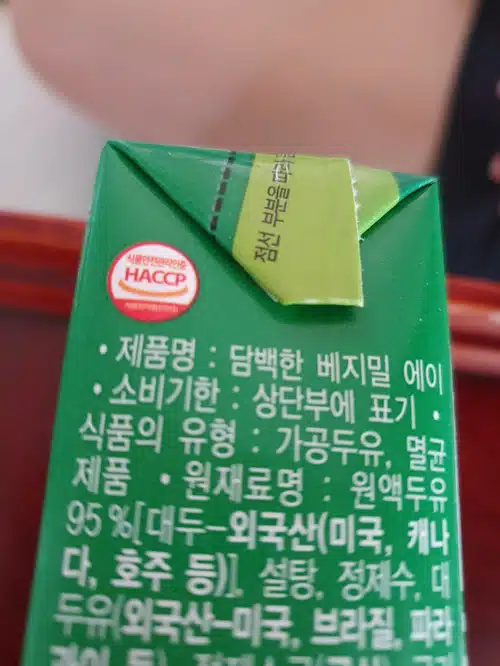 점선 부분을 따라
식품안전관리인증
HACCP
• 제품명 : 담백한 베지밀 에이
• 소비기한 : 상단부에 표기 •
식품의 유형 : 가공두유, 멸균
제품 • 원재료명 : 원액두유
95 %[대두–외국산(미국, 캐나
다, 호주 등)], 설탕, 정제수, 대
두유(외국산–미국, 브라질, 파라